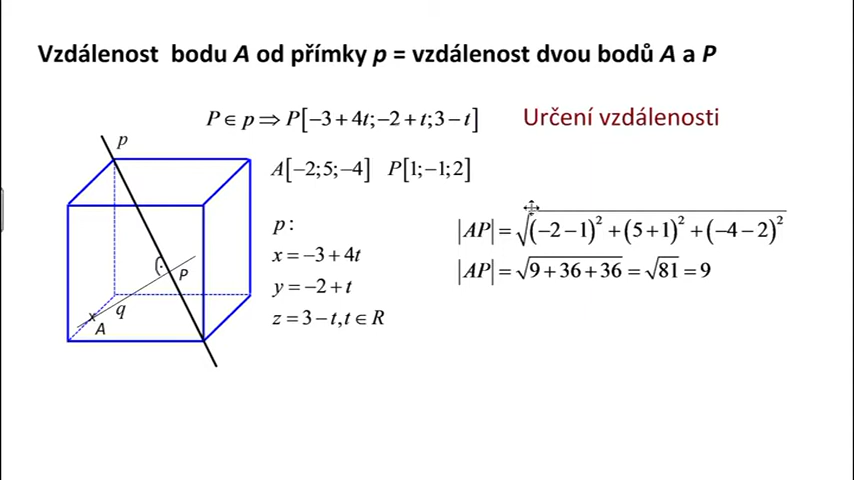 Vzdálenost bodu A od přímky p = vzdálenost dvou bodů A a P
P ∈ p ⇒ P[−3 + 4t; −2 + t; 3 − t]
Určení vzdálenosti
A[−2;5;−4] P[1;−1;2]
p :
x = −3 + 4t
y = −2 + t
z = 3 − t, t ∈ R
|AP| = √(−2 − 1)² + (5 + 1)² + (−4 − 2)²
|AP| = √9 + 36 + 36 = √81 = 9
p
P
q
A